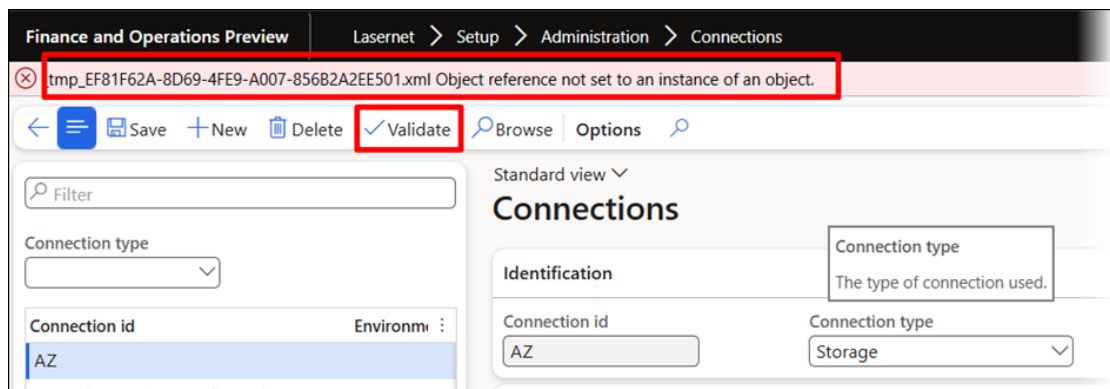 Finance and Operations Preview Lasernet > Setup > Administration > Connections
tmp_EF81F62A-8D69-4FE9-A007-856B2A2EE501.xml Object reference not set to an instance of an object.
Save New Delete Validate Browse Options
Standard view
Filter
Connections
Connection type
Connection type
Identification
The type of connection used.
Connection id Environm
Connection id Connection type
AZ Storage
AZ